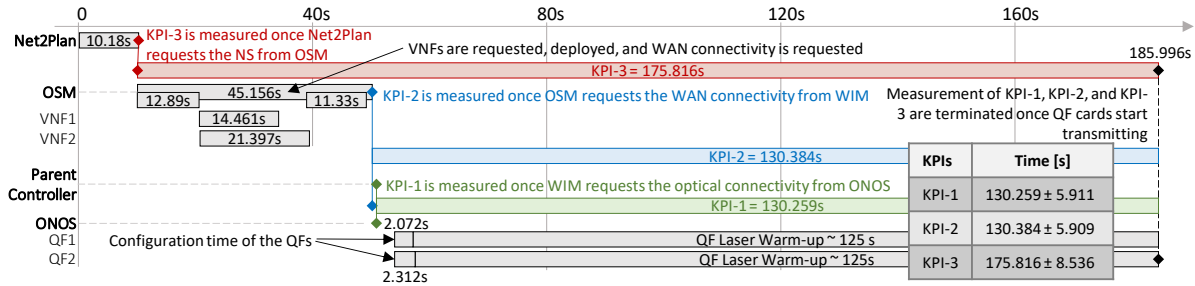 0 40s 80s 120s 160s
Net2Plan
10.18s
KPI-3 is measured once Net2Plan
requests the NS from OSM
VNFs are requested, deployed, and WAN connectivity is requested
185.996s
KPI-3 = 175.816s
OSM
45.156s
12.89s
11.33s
KPI-2 is measured once OSM requests the WAN connectivity from WIM
Measurement of KPI-1, KPI-2, and KPI-
3 are terminated once QF cards start
transmitting
VNF1
14.461s
VNF2
21.397s
KPI-2 = 130.384s
Parent
Controller
KPI-1 is measured once WIM requests the optical connectivity from ONOS
KPI-1 = 130.259s
ONOS
2.072s
QF1
Configuration time of the QFs
QF Laser Warm-up ~ 125 s
QF2
QF Laser Warm-up ~ 125s
2.312s
KPIs Time [s]
KPI-1 130.259 ± 5.911
KPI-2 130.384 ± 5.909
KPI-3 175.816 ± 8.536